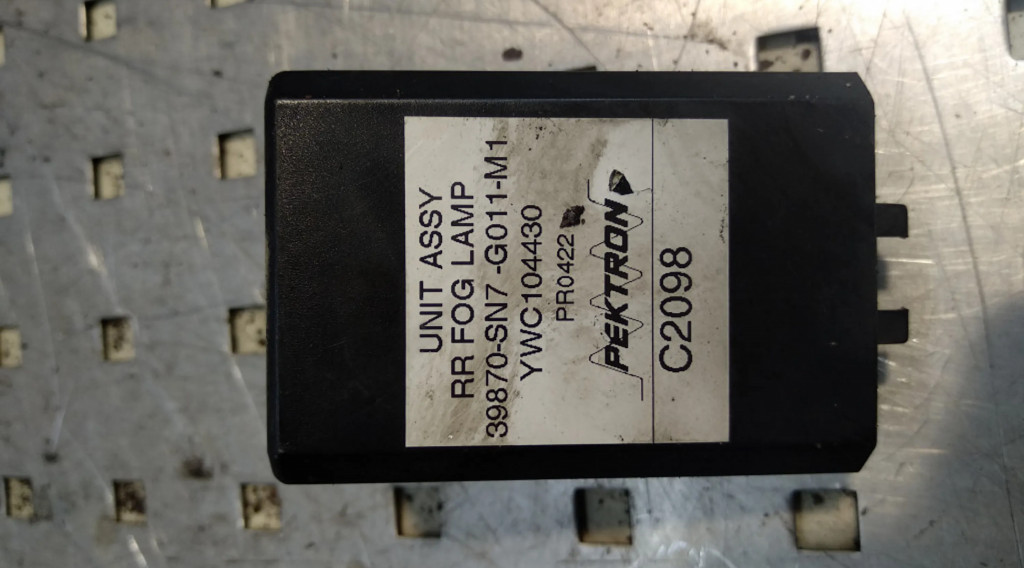 UNIT ASSY
RR FOG LAMP
39870-SN7 -G011-M1
YWC104430
PR0422
PEKTRON
C2098